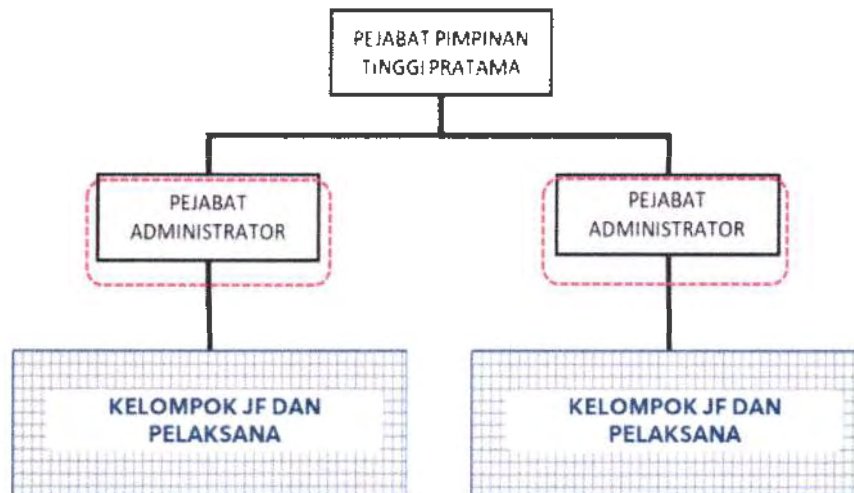 PEJABAT PIMPINAN
TINGGI PRATAMA
PEJABAT
ADMINISTRATOR
PEJABAT
ADMINISTRATOR
KELOMPOK JF DAN
PELAKSANA
KELOMPOK JF DAN
PELAKSANA